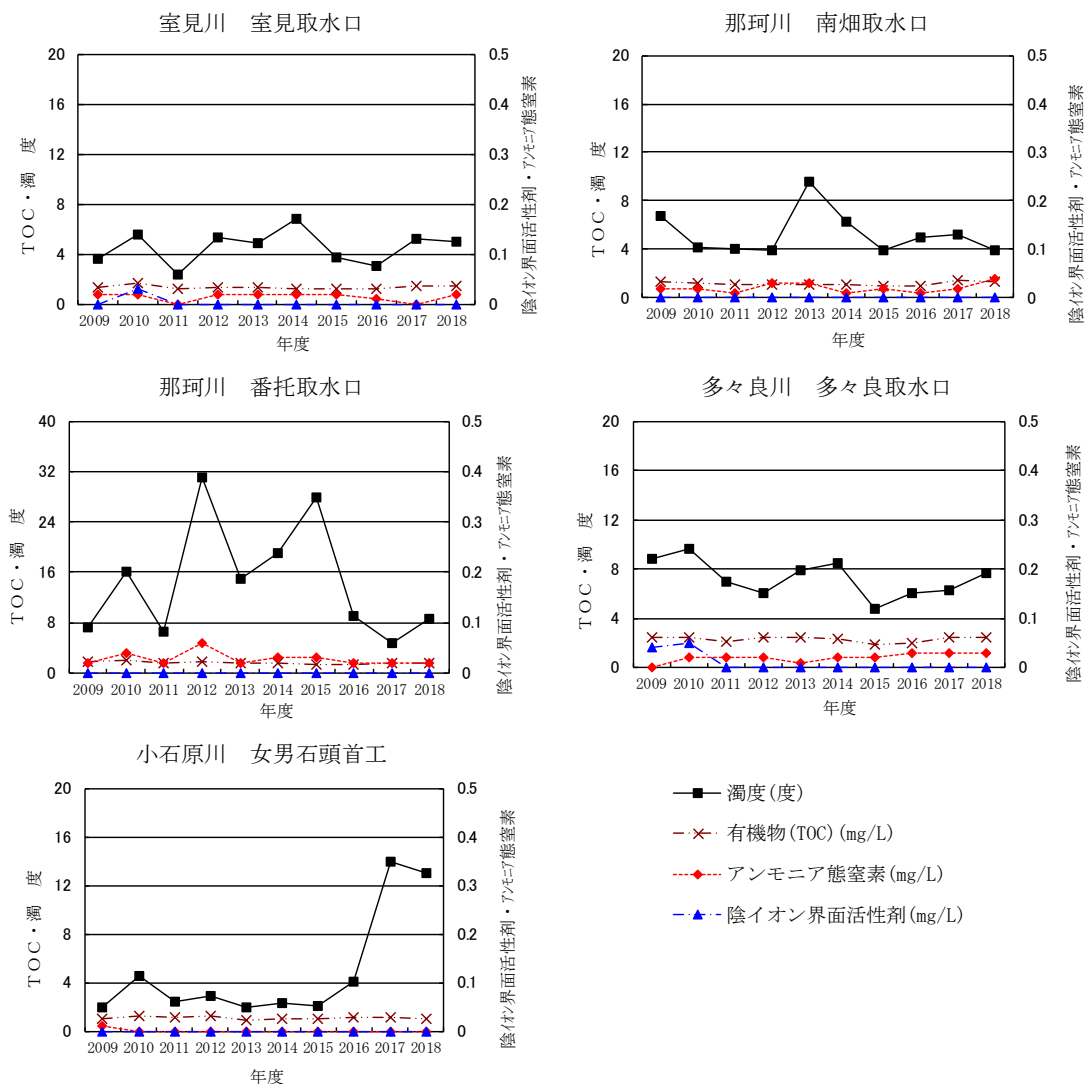 室見川 室見取水口
20
16
12
8
4
0
TOC・濁 度
0.5
0.4
0.3
0.2
0.1
0
陰イオン界面活性剤・アンモニア態窒素
2009 2010 2011 2012 2013 2014 2015 2016 2017 2018
年度
那珂川 南畑取水口
20
16
12
8
4
0
TOC・濁 度
0.5
0.4
0.3
0.2
0.1
0
陰イオン界面活性剤・アンモニア態窒素
2009 2010 2011 2012 2013 2014 2015 2016 2017 2018
年度
那珂川 番托取水口
40
32
24
16
8
0
TOC・濁 度
0.5
0.4
0.3
0.2
0.1
0
陰イオン界面活性剤・アンモニア態窒素
2009 2010 2011 2012 2013 2014 2015 2016 2017 2018
年度
多々良川 多々良取水口
20
16
12
8
4
0
TOC・濁 度
0.5
0.4
0.3
0.2
0.1
0
陰イオン界面活性剤・アンモニア態窒素
2009 2010 2011 2012 2013 2014 2015 2016 2017 2018
年度
小石原川 女男石頭首工
20
16
12
8
4
0
TOC・濁 度
0.5
0.4
0.3
0.2
0.1
0
陰イオン界面活性剤・アンモニア態窒素
2009 2010 2011 2012 2013 2014 2015 2016 2017 2018
年度
濁度(度)
有機物(TOC)(mg/L)
アンモニア態窒素(mg/L)
陰イオン界面活性剤(mg/L)